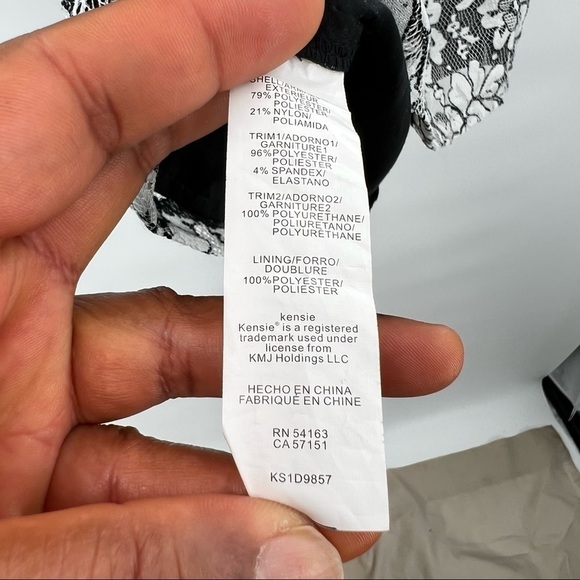 SHELL/
EXTERIEUR
79% POLYESTER/
POLIESTER
21% NYLON/
POLIAMIDA
TRIM1/ADORNO1/
GARNITURE1
96%POLYESTER/
POLIESTER
4% SPANDEX/
ELASTANO
TRIM2/ADORNO2/
GARNITURE2
100% POLYURETHANE/
POLIURETANO/
POLYURÉTHANE
LINING/FORRO/
DOUBLURE
100%POLYESTER/
POLIESTER
kensie
Kensie® is a registered
trademark used under
license from
KMJ Holdings LLC
HECHO EN CHINA
FABRIQUÉ EN CHINE
RN 54163
CA 57151
KS1D9857